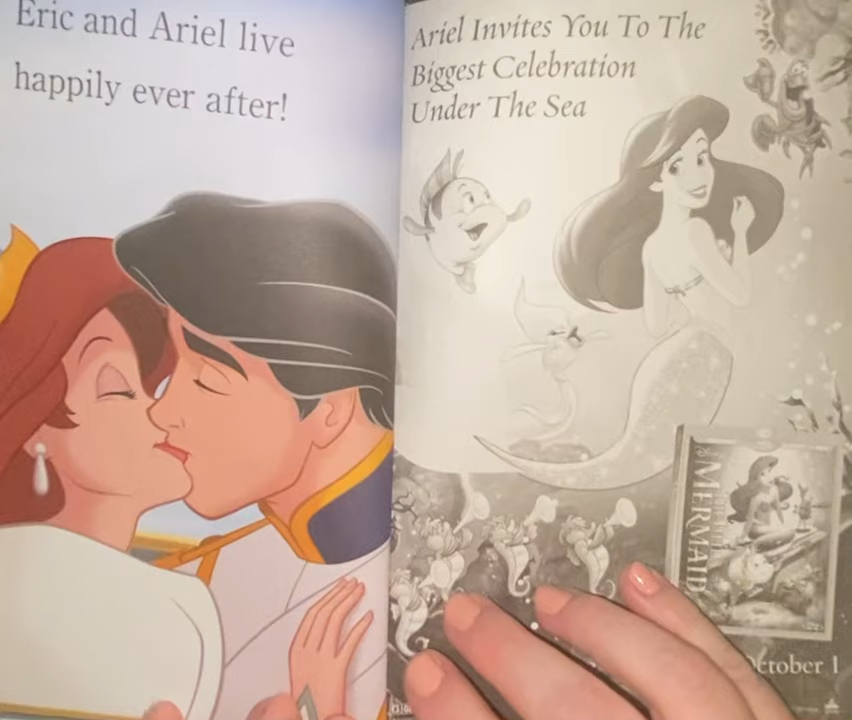 Eric and Ariel live
happily ever after!
Ariel Invites You To The
Biggest Celebration
Under The Sea
MERMAID
October 1